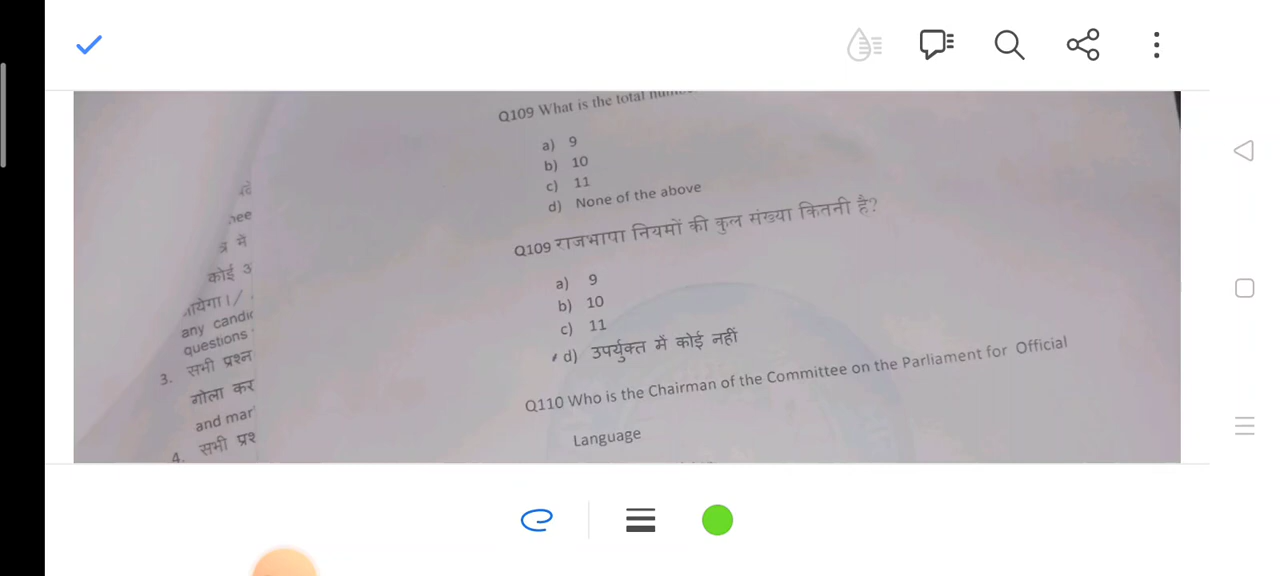 Q109 What is the total
a) 9
b) 10
c) 11
d) None of the above
Q109 राजभाषा नियमों की कुल संख्या कितनी है?
a) 9
b) 10
c) 11
d) उपर्युक्त में कोई नहीं
Q110 Who is the Chairman of the Committee on the Parliament for Official
Language
में
कोई
any
questions
3. सभी प्रश्न
गोला कर
and
4. सभी